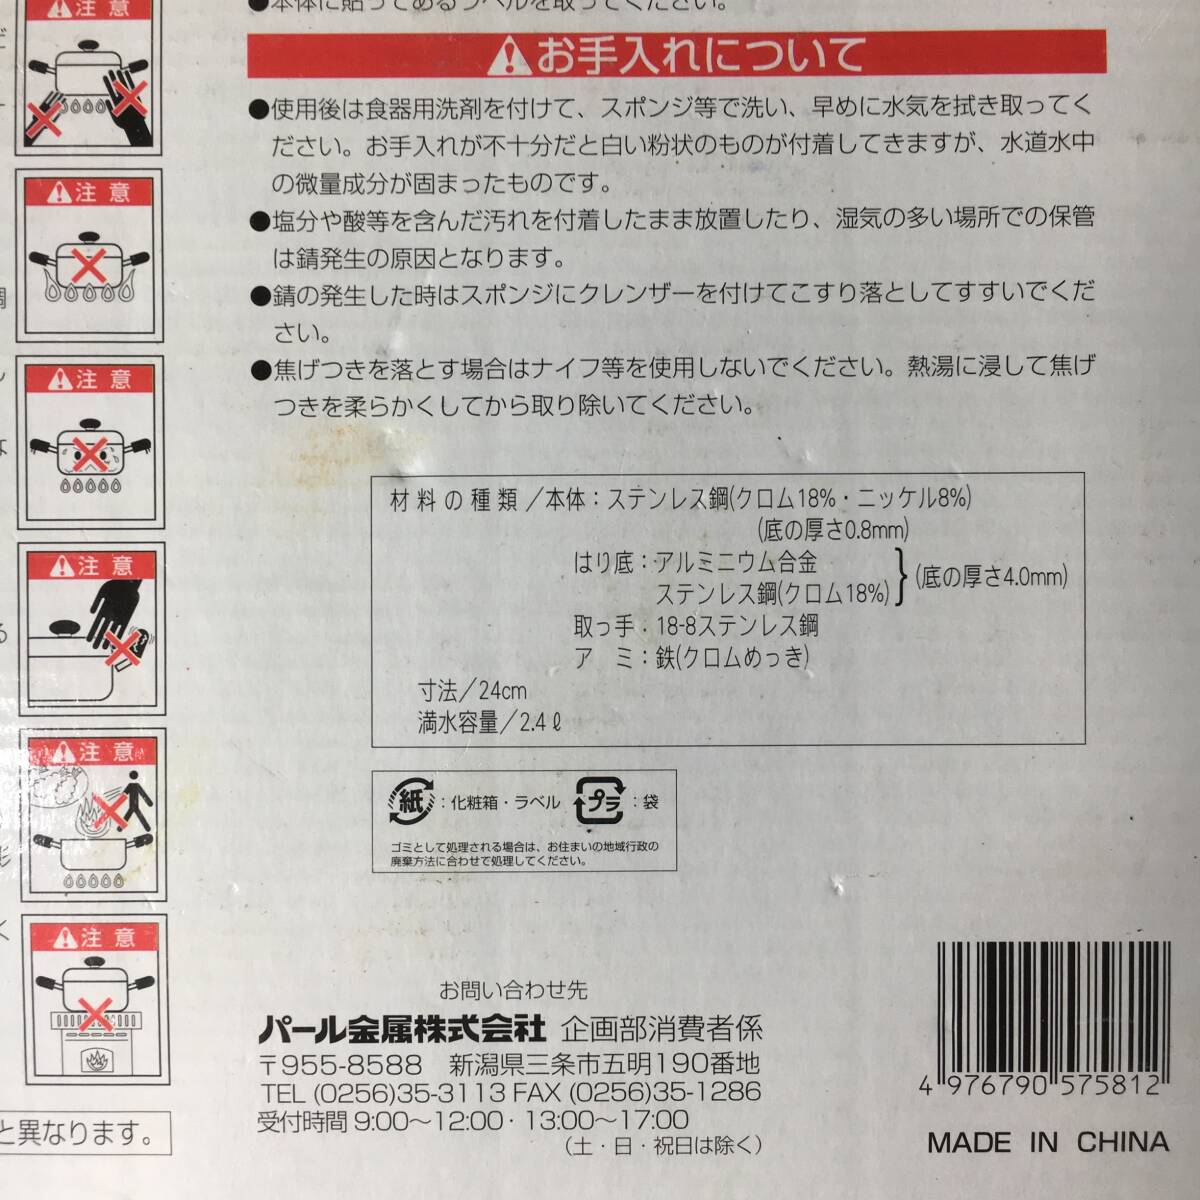 ●本体に貼ってあるラベルを取ってください。
お手入れについて
●使用後は食器用洗剤を付けて、スポンジ等で洗い、早めに水気を拭き取ってく
ださい。お手入れが不十分だと白い粉状のものが付着してきますが、水道水中
の微量成分が固まったものです。
●塩分や酸等を含んだ汚れを付着したまま放置したり、湿気の多い場所での保管
は錆発生の原因となります。
●錆の発生した時はスポンジにクレンザーを付けてこすり落としてすすいでくだ
さい。
●焦げつきを落とす場合はナイフ等を使用しないでください。熱湯に浸して焦げ
つきを柔らかくしてから取り除いてください。
注意
注意
注意
注意
注意
注意
材料の種類/本体:ステンレス鋼(クロム18%・ニッケル8%)
(底の厚さ0.8mm)
はり底:アルミニウム合金
ステンレス鋼(クロム18%)
(底の厚さ4.0mm)
取っ手・18-8ステンレス鋼
アミ:鉄(クロムめっき)
寸法/24cm
満水容量/2.4ℓ
紙:化粧箱・ラベル プラ:袋
ゴミとして処理される場合は、お住まいの地域行政の
廃棄方法に合わせて処理してください。
お問い合わせ先
パール金属株式会社 企画部消費者係
〒955-8588 新潟県三条市五明190番地
TEL (0256)35-3113 FAX (0256)35-1286
受付時間 9:00~12:00・13:00~17:00
(土・日・祝日は除く)
4 976790 575812
MADE IN CHINA
と異なります。